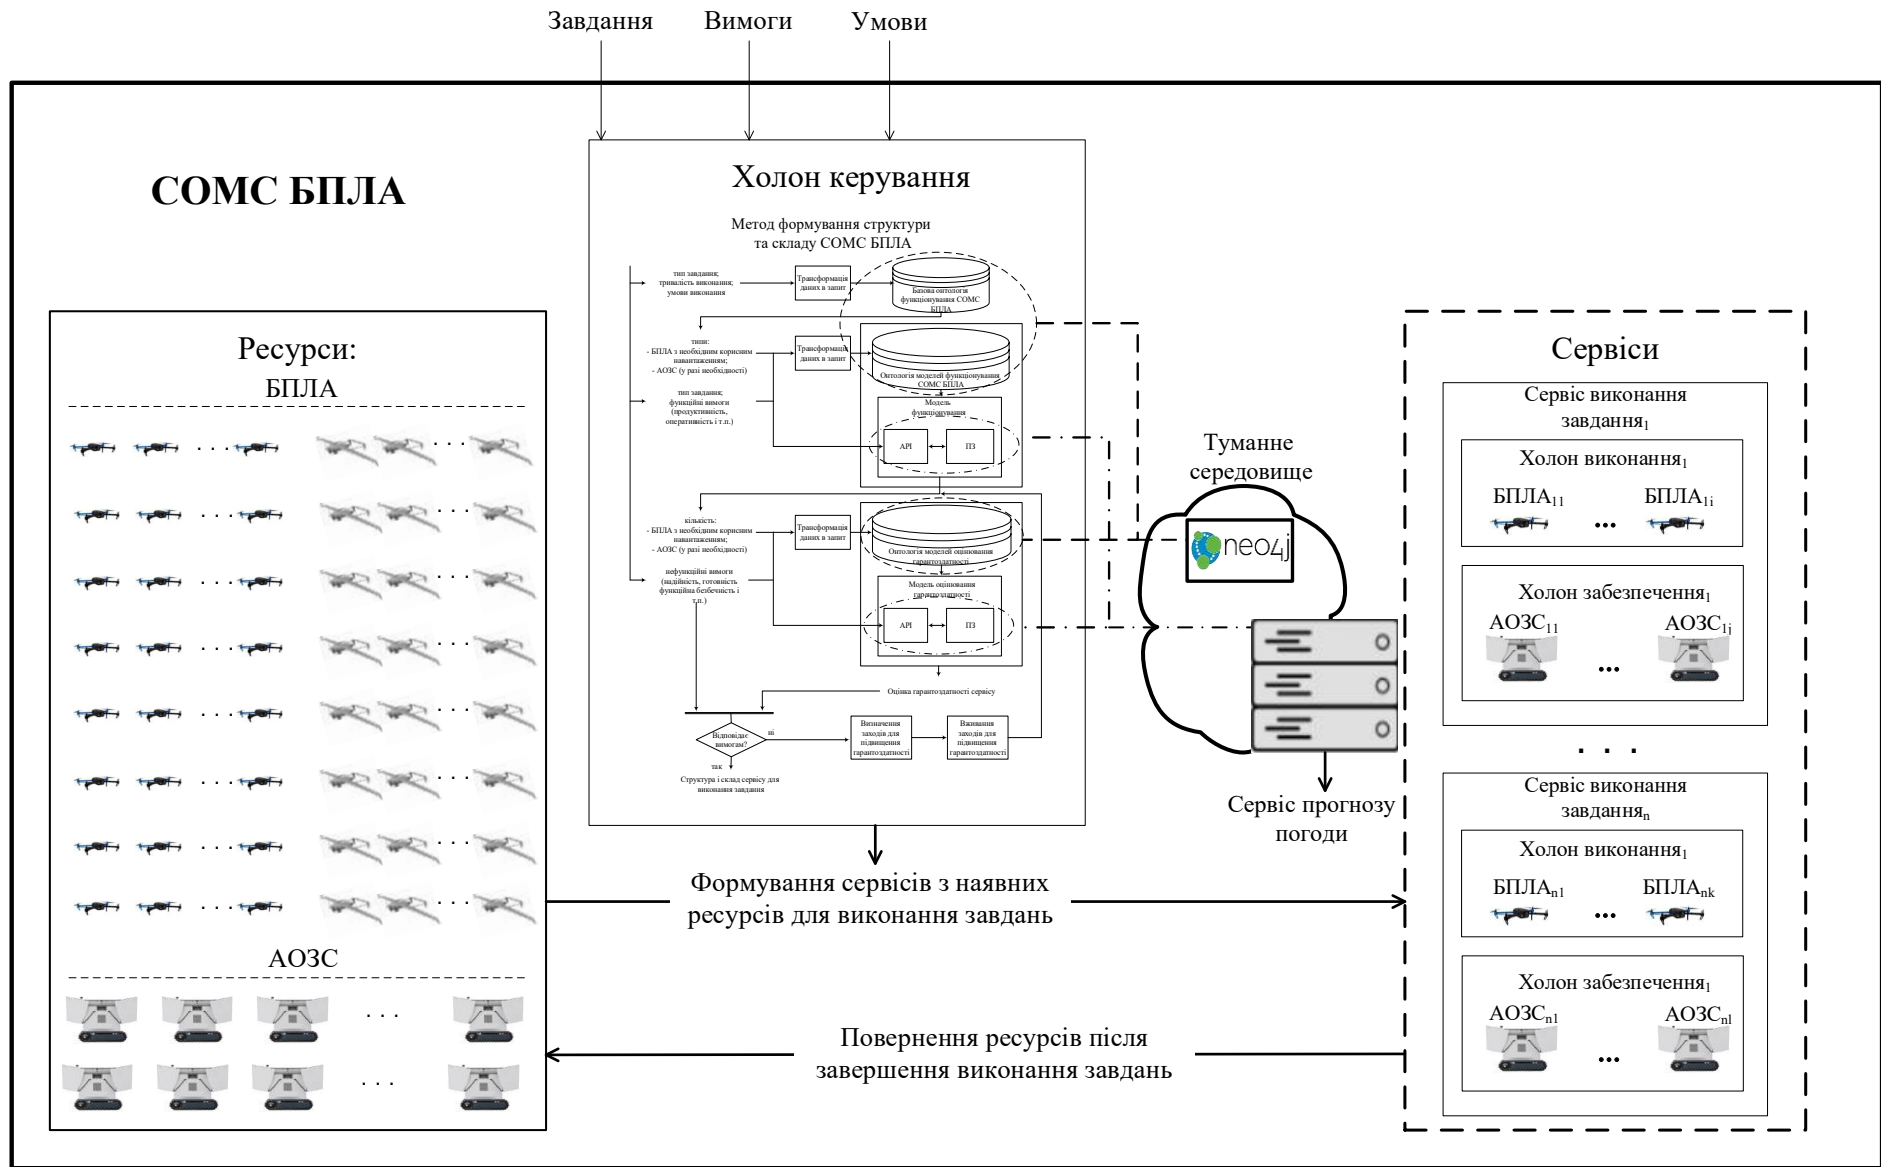 Завдання
Вимоги
Умови
СОМС БПЛА
Холон керування
Метод формування структури
та складу СОМС БПЛА
тип завдання;
тривалість виконання;
умови виконання
Трансформація
даних в запит
Базова онтологія
функціонування СОМС
БПЛА
типи:
- БПЛА з необхідним корисним
навантаженням;
- АОЗС (у разі необхідності)
Трансформація
даних в запит
Онтологія моделей функціонування
СОМС БПЛА
тип завдання;
функційні вимоги
(продуктивність,
оперативність і т.п.)
Модель
функціонування
API
ПЗ
кількість:
- БПЛА з необхідним корисним
навантаженням;
- АОЗС (у разі необхідності)
Трансформація
даних в запит
Онтологія моделей оцінювання
гарантоздатності
нефункційні вимоги
(надійність, готовність
функційна безбечність і
т.п.)
Модель оцінювання
гарантоздатності
API
ПЗ
Оцінка гарантоздатності сервісу
Відповідає
вимогам?
ні
так
Визначення
заходів для
підвищення
гарантоздатності
Вживання
заходів для
підвищення
гарантоздатності
Структура і склад сервісу для
виконання завдання
Ресурси:
БПЛА
. . .
АОЗС
. . .
. . .
Туманне
середовище
neo4j
Сервіс прогнозу
погоди
Формування сервісів з наявних
ресурсів для виконання завдань
Повернення ресурсів після
завершення виконання завдань
Сервіси
Сервіс виконання
завдання₁
Холон виконання₁
БПЛА₁₁ ... БПЛА₁ᵢ
Холон забезпечення₁
АОЗС₁₁ ... АОЗС₁ⱼ
. . .
Сервіс виконання
завданняₙ
Холон виконання₁
БПЛАₙ₁ ... БПЛАₙₖ
Холон забезпечення₁
АОЗСₙ₁ ... АОЗСₙₗ